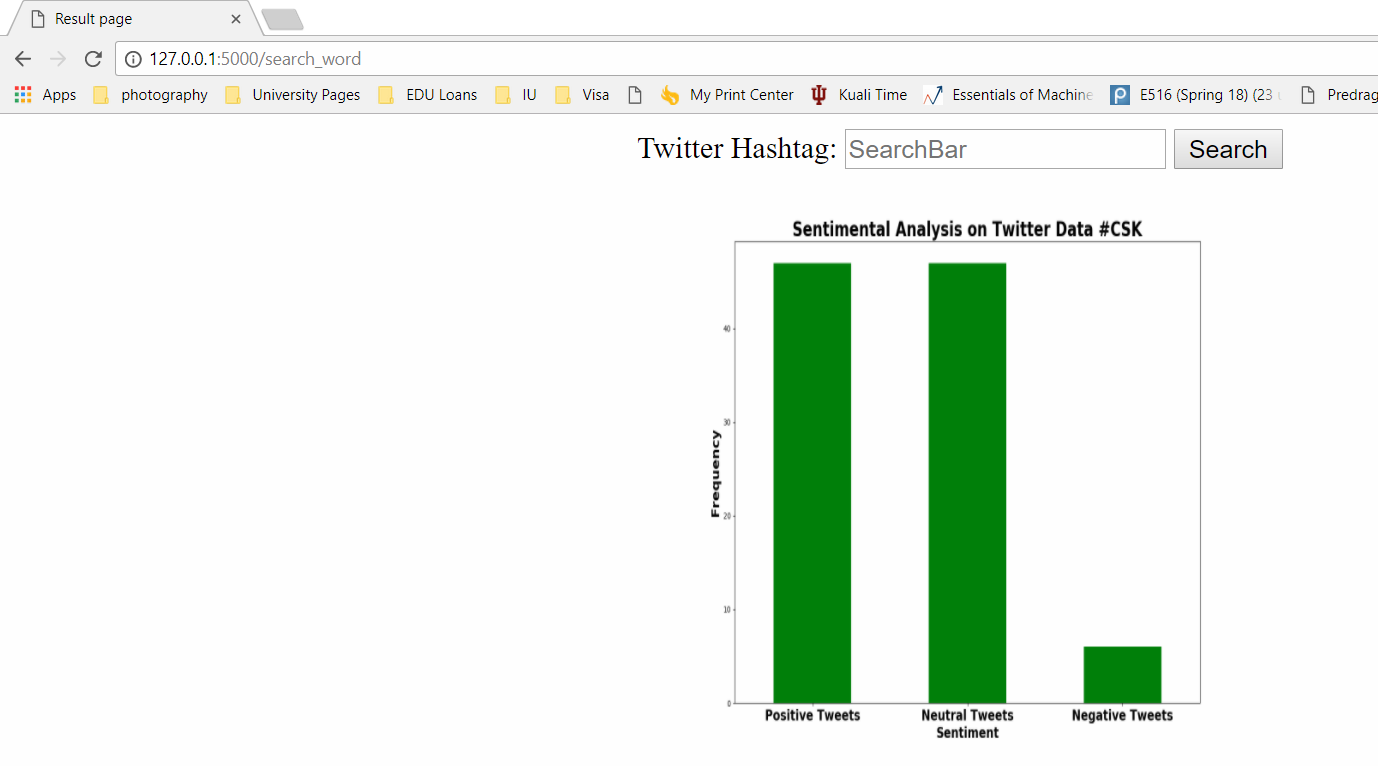 Result page
127.0.0.1:5000/search_word
Apps photography University Pages EDU Loans IU Visa My Print Center Kuali Time Essentials of Machine E516 (Spring 18) (23 Predrag
Twitter Hashtag: SearchBar Search
Sentimental Analysis on Twitter Data #CSK
40
30
Frequency
20
10
0
Positive Tweets Neutral Tweets Negative Tweets
Sentiment